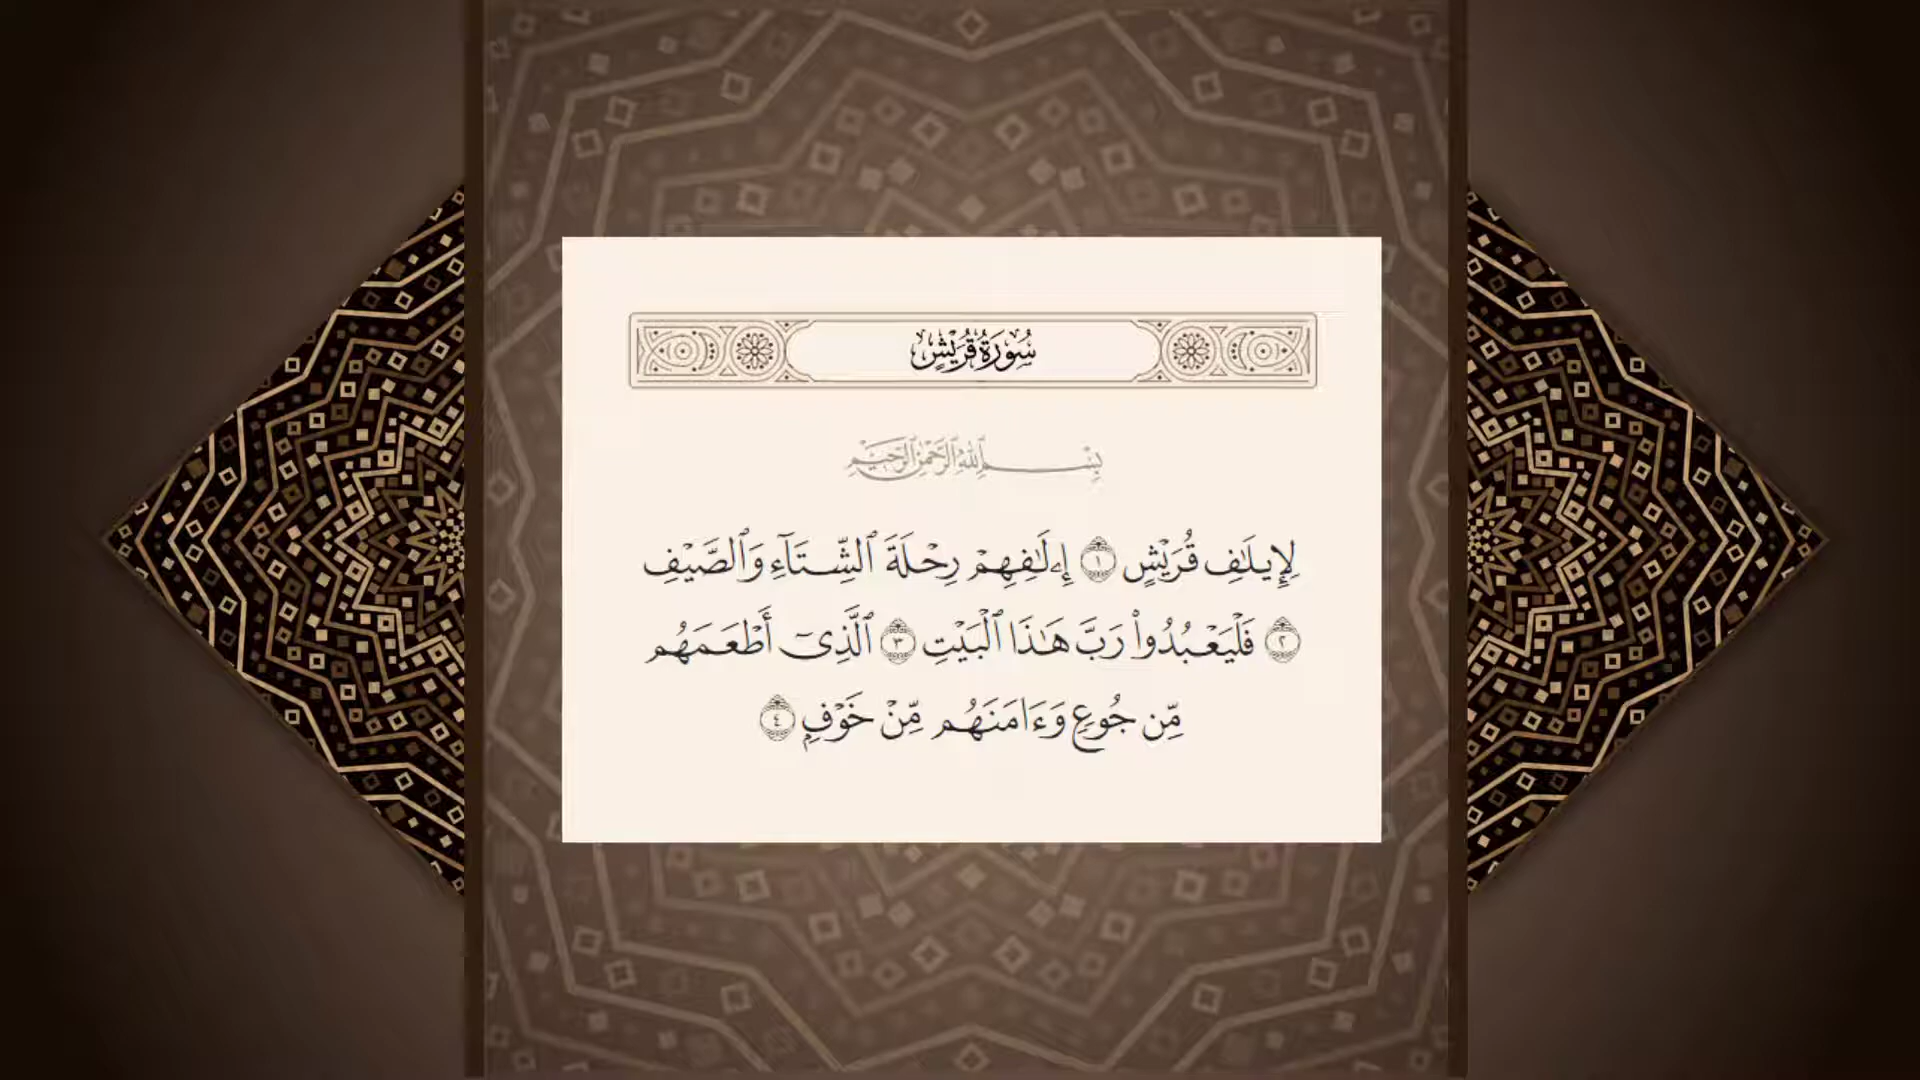 سُورَةُ قُرَيْشٍ
بِسْمِ ٱللَّهِ ٱلرَّحْمَٰنِ ٱلرَّحِيمِ
لِإِيلَٰفِ قُرَيْشٍ ١ إِۦلَٰفِهِمْ رِحْلَةَ ٱلشِّتَآءِ وَٱلصَّيْفِ
٢ فَلْيَعْبُدُوا۟ رَبَّ هَٰذَا ٱلْبَيْتِ ٣ ٱلَّذِىٓ أَطْعَمَهُم
مِّن جُوعٍ وَءَامَنَهُم مِّنْ خَوْفٍۭ ٤